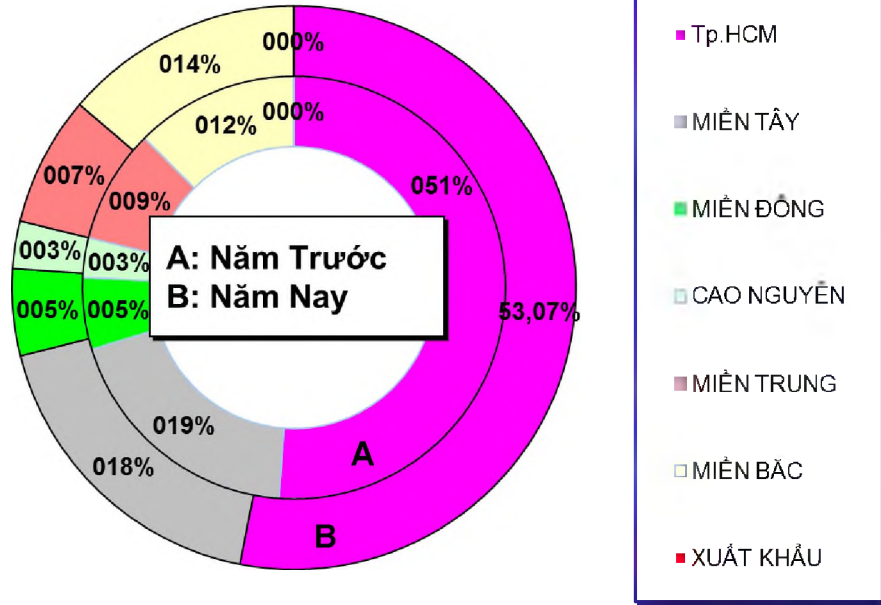 000%
014%
000%
012%
051%
007%
009%
003%
003%
A: Năm Trước
B: Năm Nay
005%
005%
53,07%
019%
018%
A
B
Tp.HCM
MIỀN TÂY
MIỀN ĐÔNG
CAO NGUYÊN
MIỀN TRUNG
MIỀN BĂC
XUẤT KHẨU